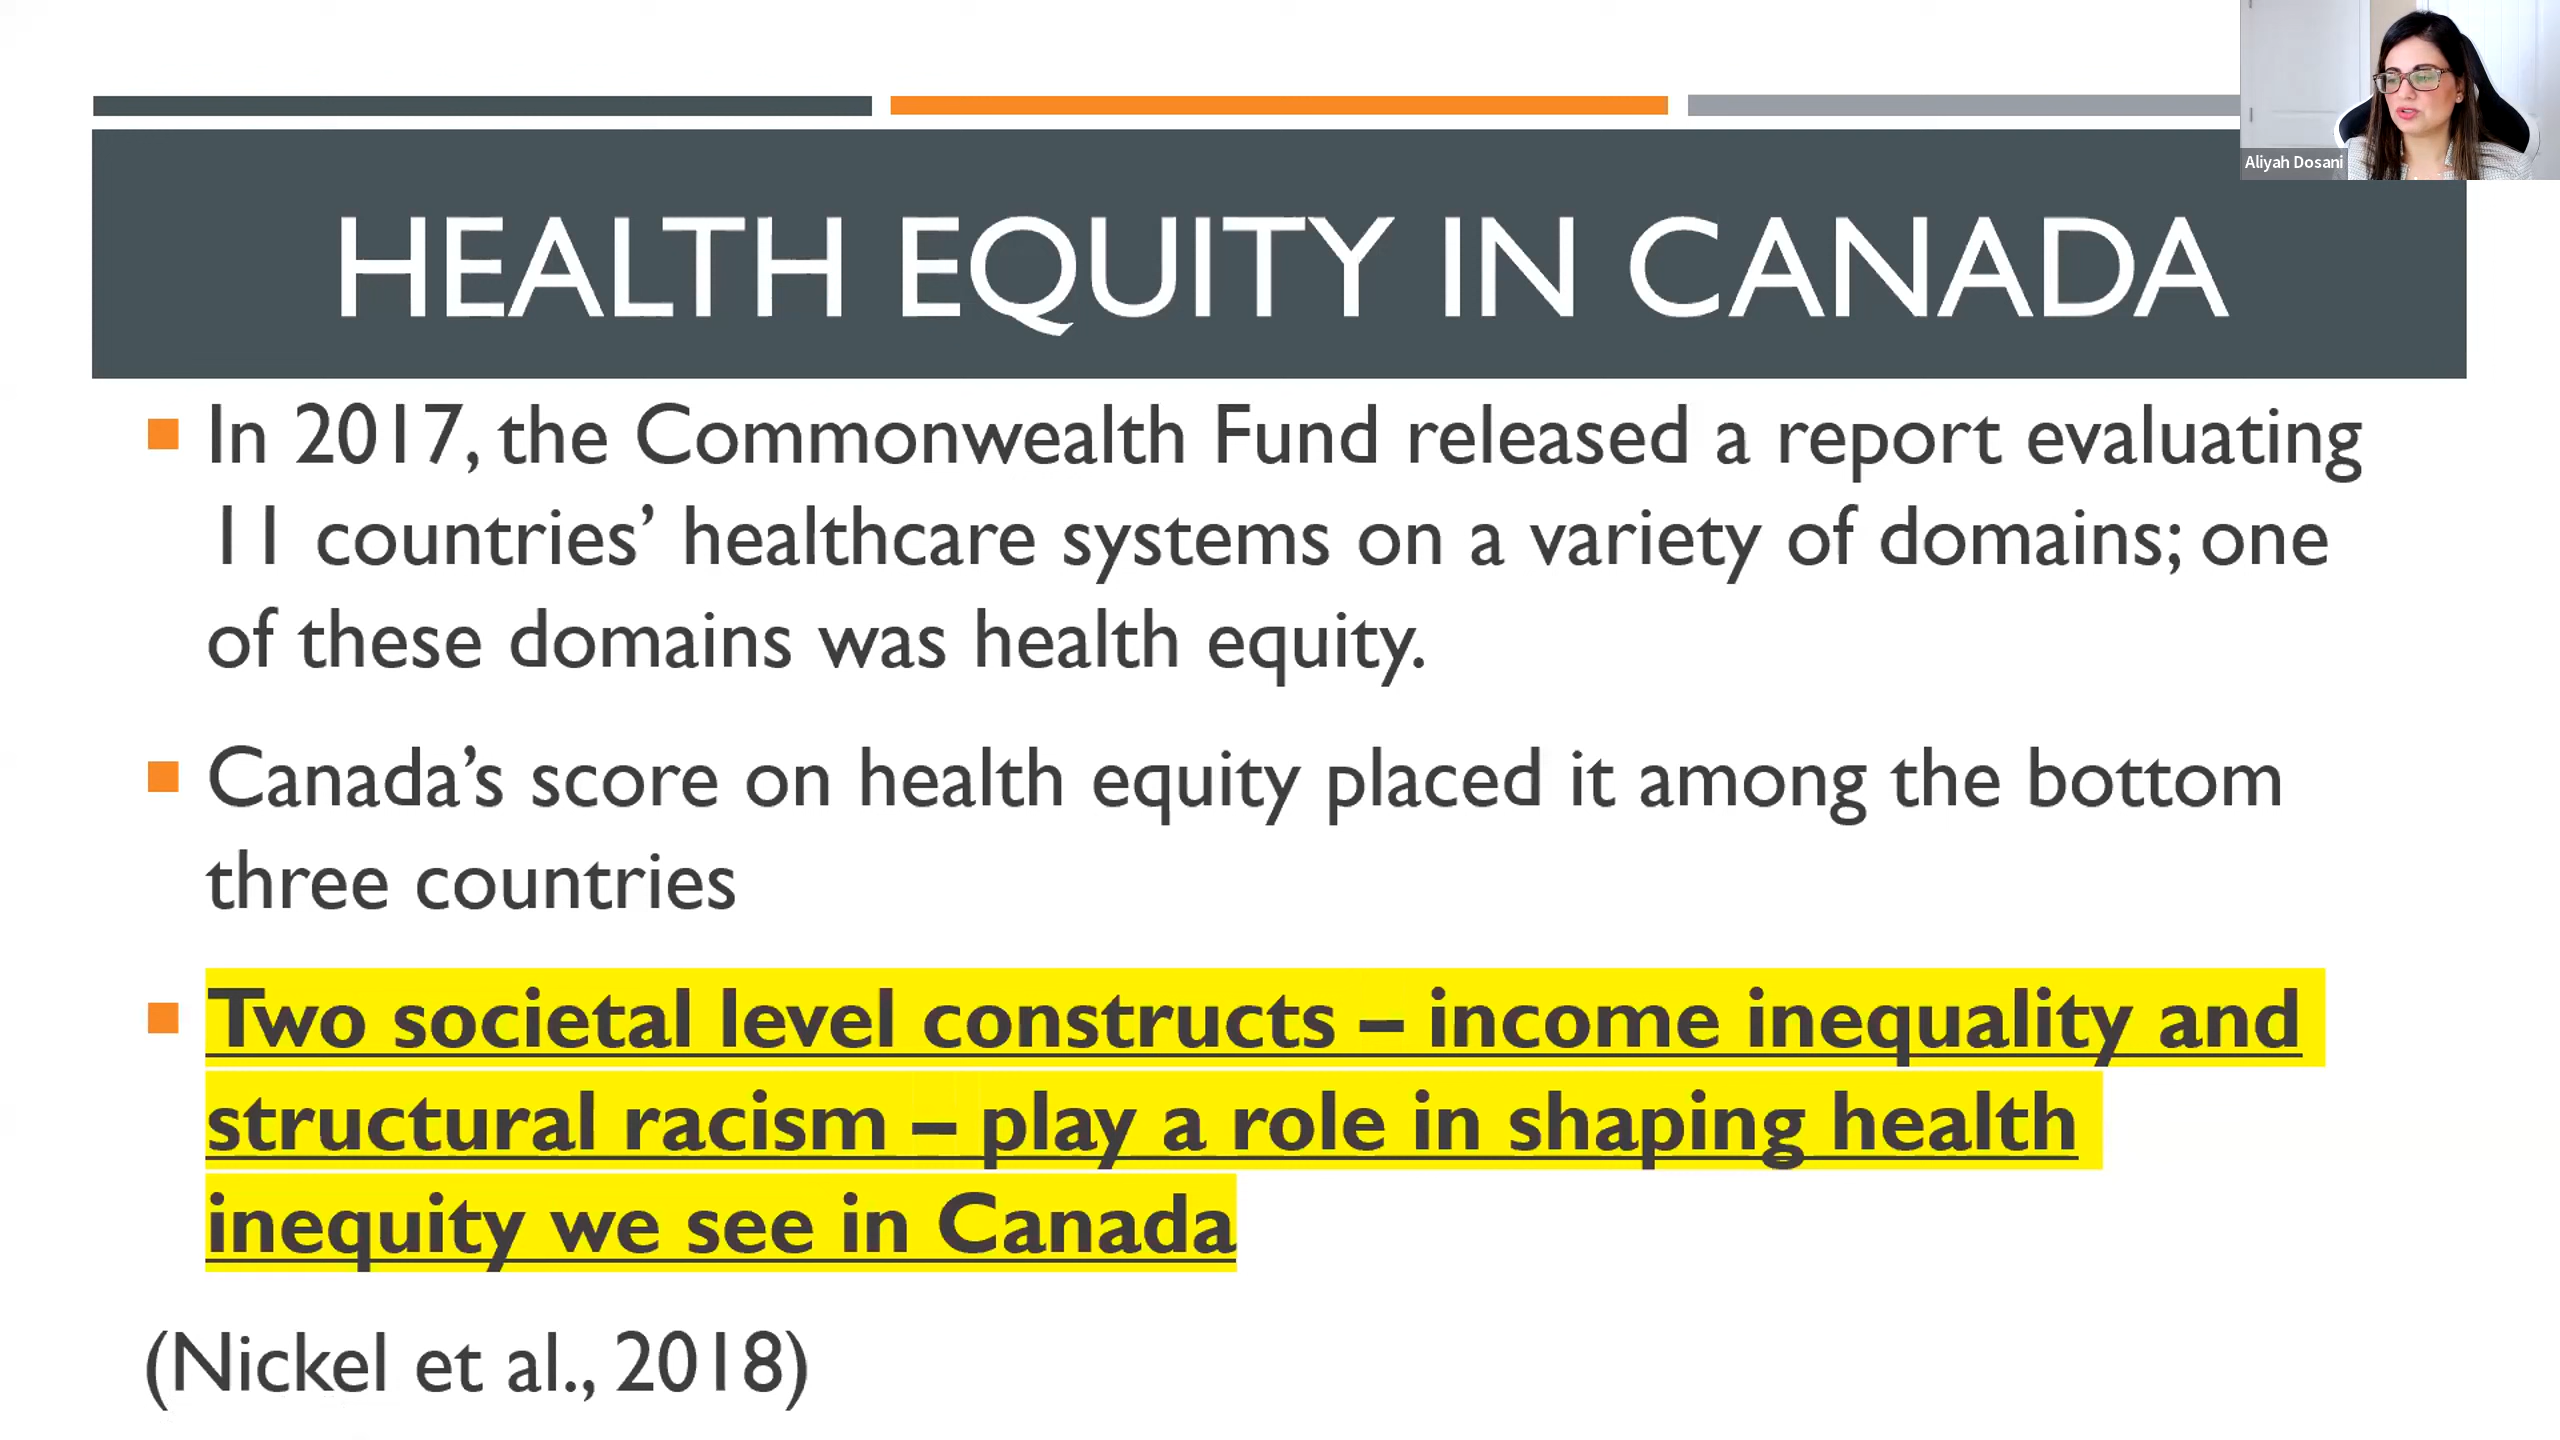 Aliyah Dosani
HEALTH EQUITY IN CANADA
In 2017, the Commonwealth Fund released a report evaluating
11 countries’ healthcare systems on a variety of domains; one
of these domains was health equity.
Canada’s score on health equity placed it among the bottom
three countries
Two societal level constructs – income inequality and
structural racism – play a role in shaping health
inequity we see in Canada
(Nickel et al., 2018)